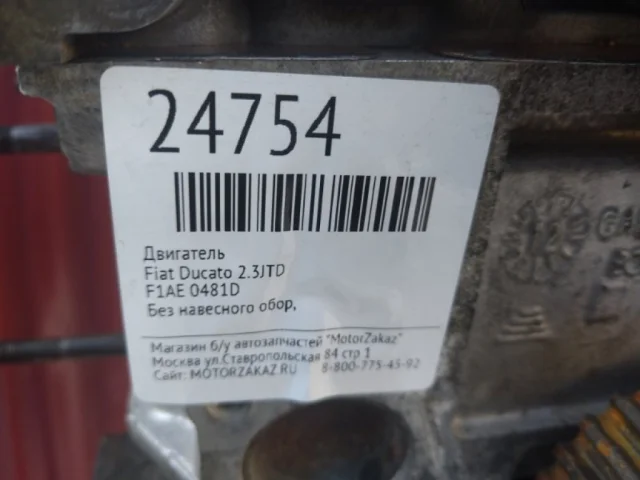 24754
Двигатель
Fiat Ducato 2.3JTD
F1AE 0481D
Без навесного обор,
Магазин б/у автозапчастей "MotorZakaz"
Москва ул.Ставропольская 84 стр 1
Сайт: MOTORZAKAZ.RU 8-800-775-45-92